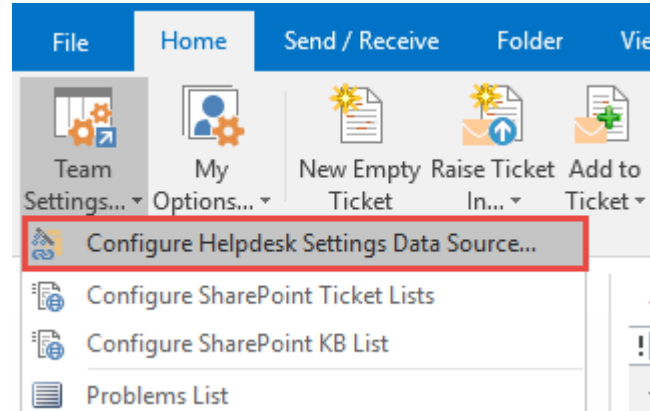 File Home Send / Receive Folder Vie
Team My New Empty Raise Ticket Add to
Settings... Options... Ticket In... Ticket
Configure Helpdesk Settings Data Source...
Configure SharePoint Ticket Lists
Configure SharePoint KB List
!
Problems List